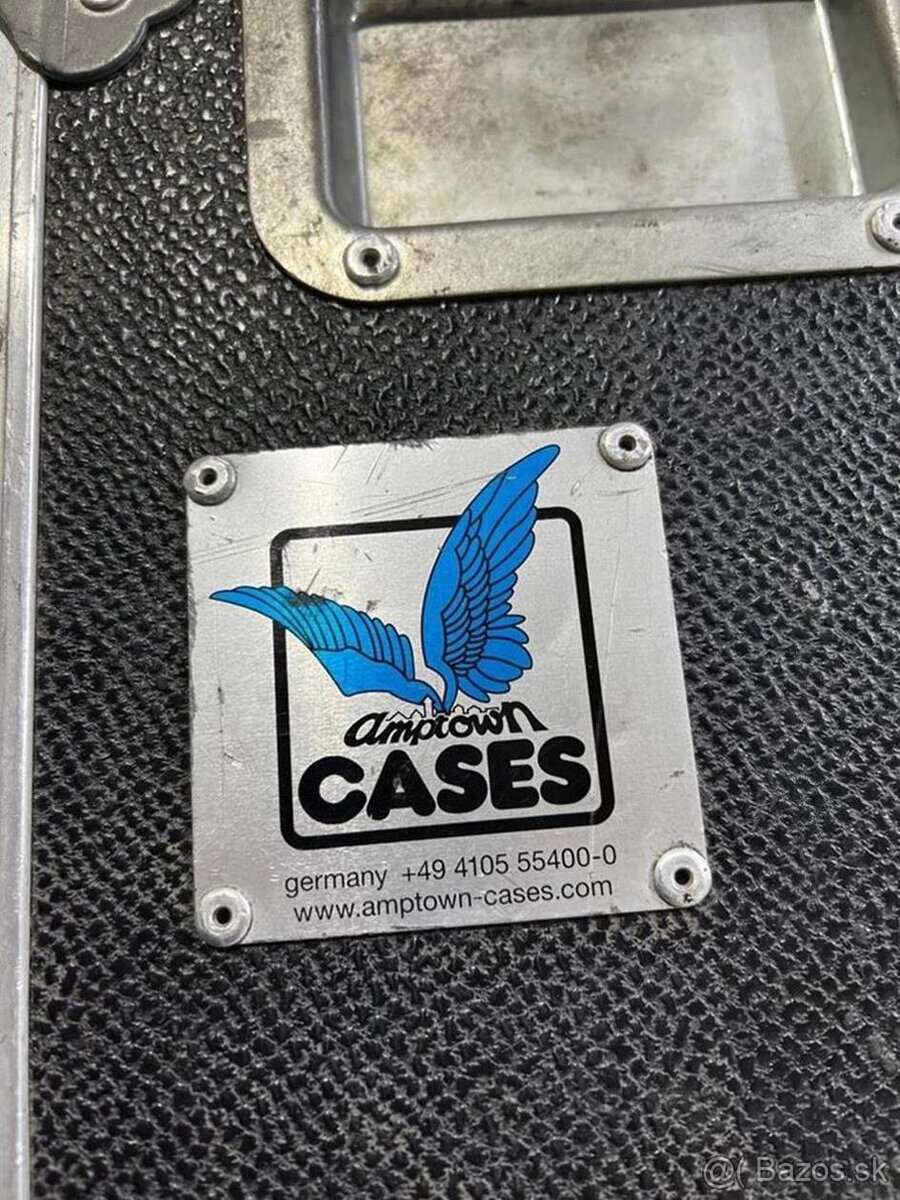 amptown
CASES
germany +49 4105 55400-0
www.amptown-cases.com
@( Bazos.sk